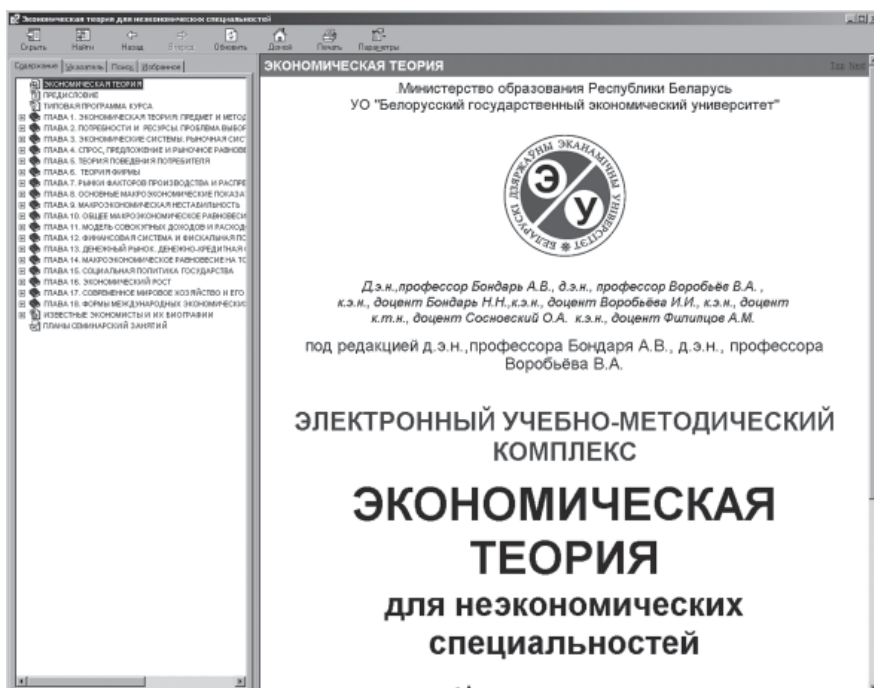 Экономическая теория для неэкономических специальностей
Скрыть Найти Назад Вперед Обновить Домой Печать Параметры
Содержание Указатель Поиск Избранное
ЭКОНОМИЧЕСКАЯ ТЕОРИЯ
ПРЕДИСЛОВИЕ
ТИПОВАЯ ПРОГРАММА КУРСА
ГЛАВА 1. ЭКОНОМИЧЕСКАЯ ТЕОРИЯ: ПРЕДМЕТ И МЕТОД
ГЛАВА 2. ПОТРЕБНОСТИ И РЕСУРСЫ. ПРОБЛЕМА ВЫБОР
ГЛАВА 3. ЭКОНОМИЧЕСКИЕ СИСТЕМЫ. РЫНОЧНАЯ СИС
ГЛАВА 4. СПРОС, ПРЕДЛОЖЕНИЕ И РЫНОЧНОЕ РАВНОВЕ
ГЛАВА 5. ТЕОРИЯ ПОВЕДЕНИЯ ПОТРЕБИТЕЛЯ
ГЛАВА 6. ТЕОРИЯ ФИРМЫ
ГЛАВА 7. РЫНКИ ФАКТОРОВ ПРОИЗВОДСТВА И РАСПРЕ
ГЛАВА 8. ОСНОВНЫЕ МАКРОЭКОНОМИЧЕСКИЕ ПОКАЗА
ГЛАВА 9. МАКРОЭКОНОМИЧЕСКАЯ НЕСТАБИЛЬНОСТЬ
ГЛАВА 10. ОБЩЕЕ МАКРОЭКОНОМИЧЕСКОЕ РАВНОВЕСИ
ГЛАВА 11. МОДЕЛЬ СОВОКУПНЫХ ДОХОДОВ И РАСХОД
ГЛАВА 12. ФИНАНСОВАЯ СИСТЕМА И ФИСКАЛЬНАЯ ПО
ГЛАВА 13. ДЕНЕЖНЫЙ РЫНОК. ДЕНЕЖНО-КРЕДИТНАЯ
ГЛАВА 14. МАКРОЭКОНОМИЧЕСКОЕ РАВНОВЕСИЕ НА ТО
ГЛАВА 15. СОЦИАЛЬНАЯ ПОЛИТИКА ГОСУДАРСТВА
ГЛАВА 16. ЭКОНОМИЧЕСКИЙ РОСТ
ГЛАВА 17. СОВРЕМЕННОЕ МИРОВОЕ ХОЗЯЙСТВО И ЕГО
ГЛАВА 18. ФОРМЫ МЕЖДУНАРОДНЫХ ЭКОНОМИЧЕСКИХ
ИЗВЕСТНЫЕ ЭКОНОМИСТЫ И ИХ БИОГРАФИИ
ПЛАНЫ СЕМИНАРСКИЙ ЗАНЯТИЙ
ЭКОНОМИЧЕСКАЯ ТЕОРИЯ
Top Next
Министерство образования Республики Беларусь
УО "Белорусский государственный экономический университет"
БЕЛАРУСКІ ДЗЯРЖАЎНЫ ЭКАНАМІЧНЫ УНІВЕРСІТЭТ
Э У
Д.э.н.,профессор Бондарь А.В., д.э.н., профессор Воробьёв В.А. ,
к.э.н., доцент Бондарь Н.Н.,к.э.н., доцент Воробьёва И.И., к.э.н., доцент
к.т.н., доцент Сосновский О.А. к.э.н., доцент Филипцов А.М.
под редакцией д.э.н.,профессора Бондаря А.В., д.э.н., профессора
Воробьёва В.А.
ЭЛЕКТРОННЫЙ УЧЕБНО-МЕТОДИЧЕСКИЙ
КОМПЛЕКС
ЭКОНОМИЧЕСКАЯ
ТЕОРИЯ
для неэкономических
специальностей